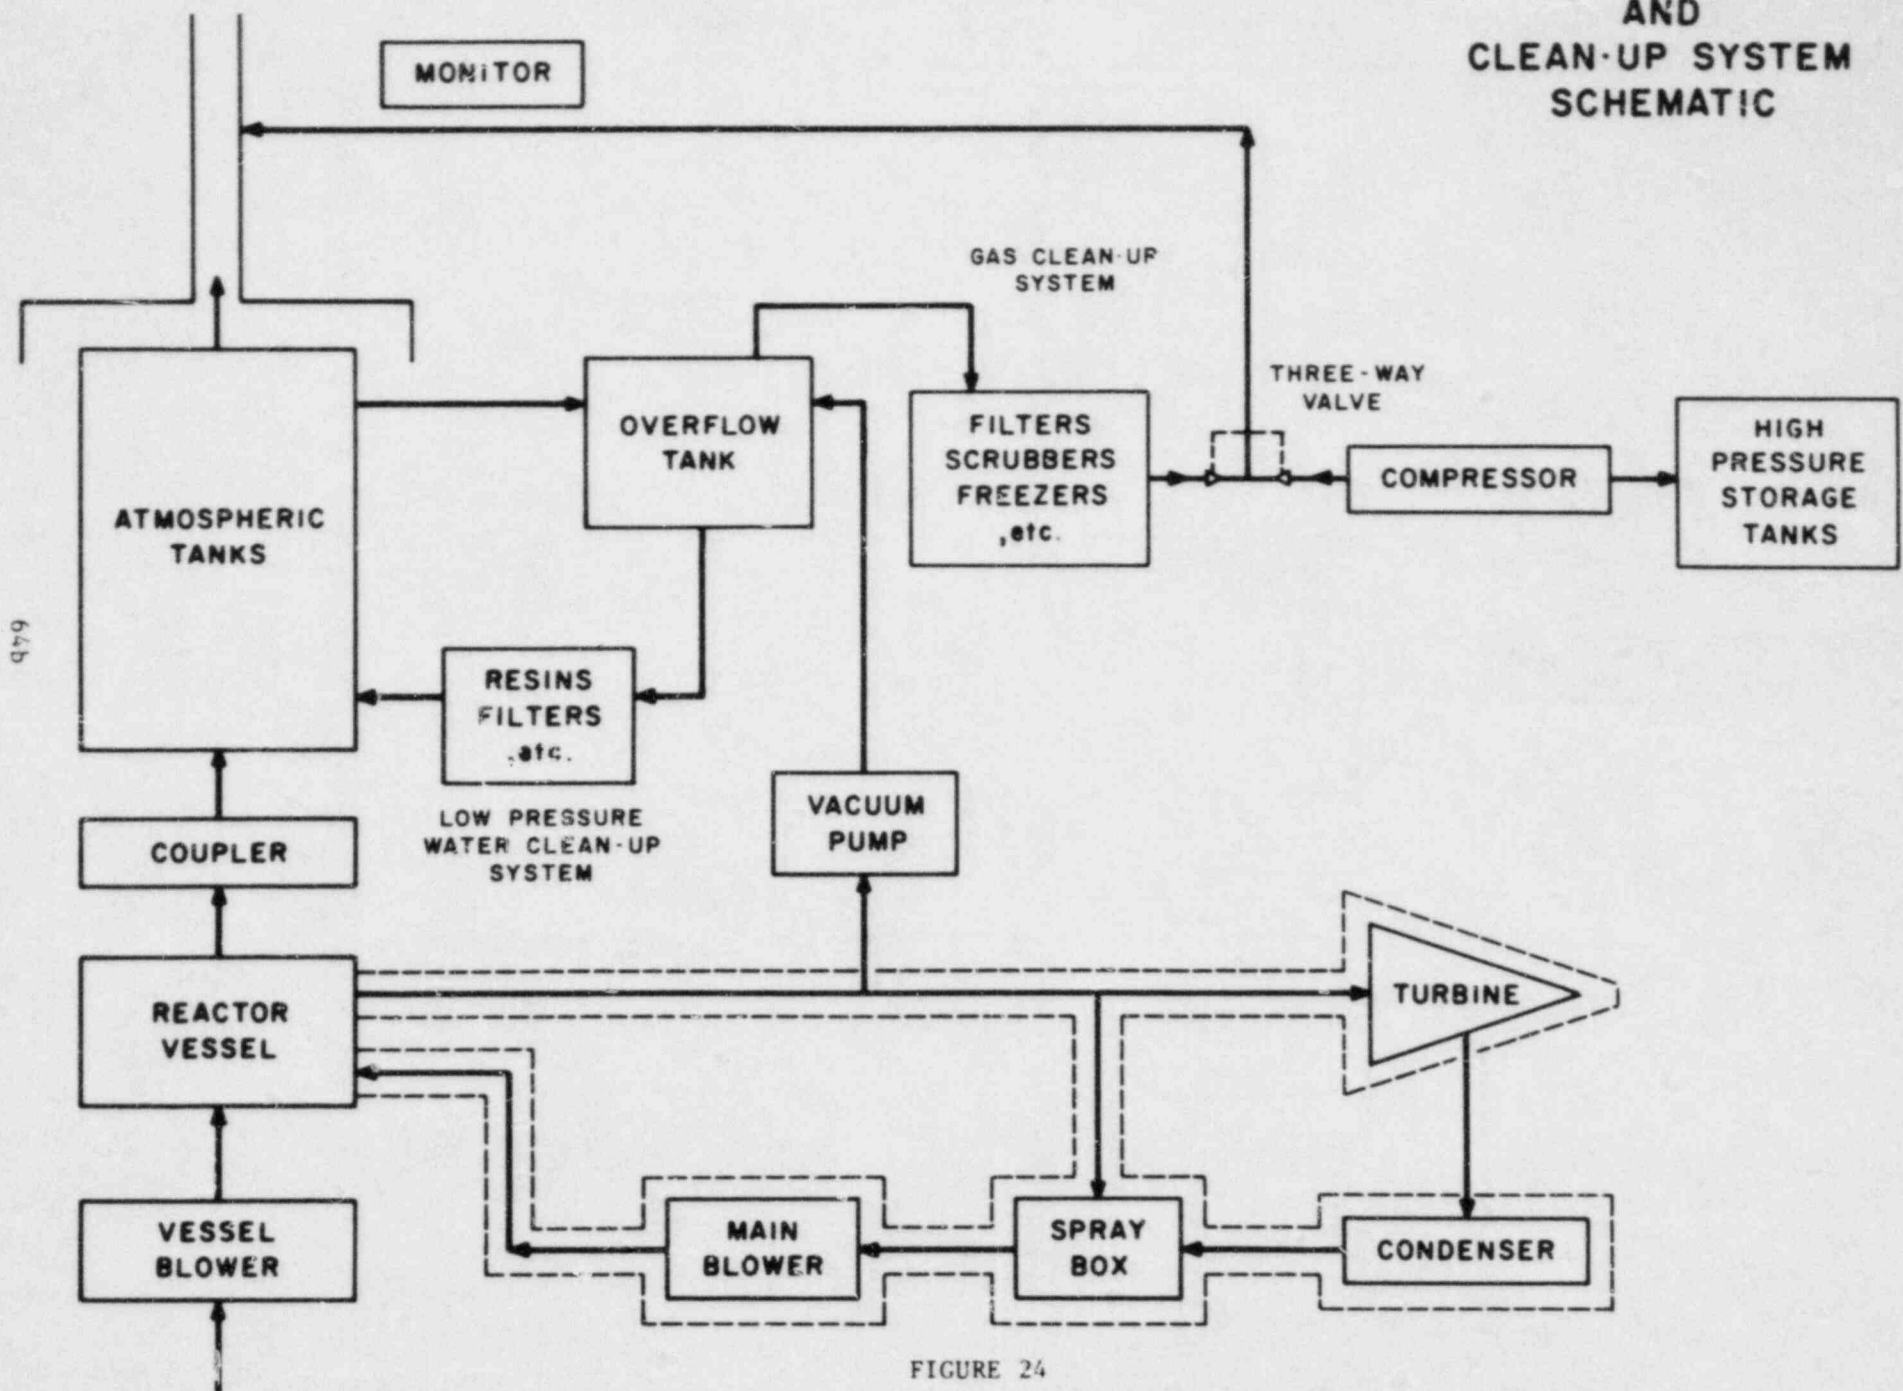 AND
CLEAN-UP SYSTEM
SCHEMATIC
MONITOR
GAS CLEAN-UP
SYSTEM
THREE-WAY
VALVE
ATMOSPHERIC
TANKS
OVERFLOW
TANK
FILTERS
SCRUBBERS
FREEZERS
,etc.
COMPRESSOR
HIGH
PRESSURE
STORAGE
TANKS
64b
RESINS
FILTERS
,etc.
LOW PRESSURE
WATER CLEAN-UP
SYSTEM
VACUUM
PUMP
COUPLER
REACTOR
VESSEL
TURBINE
VESSEL
BLOWER
MAIN
BLOWER
SPRAY
BOX
CONDENSER
FIGURE 24